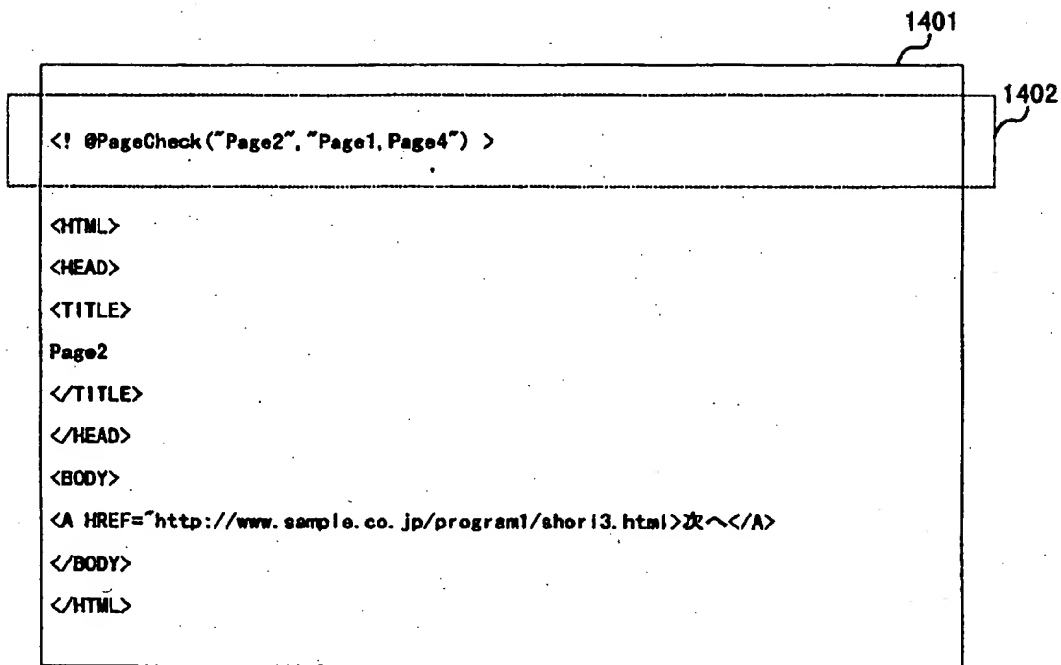 1401
1402
<! @PageCheck("Page2","Page1,Page4") >
<HTML>
<HEAD>
<TITLE>
Page2
</TITLE>
</HEAD>
<BODY>
<A HREF="http://www.sample.co.jp/program1/shori3.html>次へ</A>
</BODY>
</HTML>